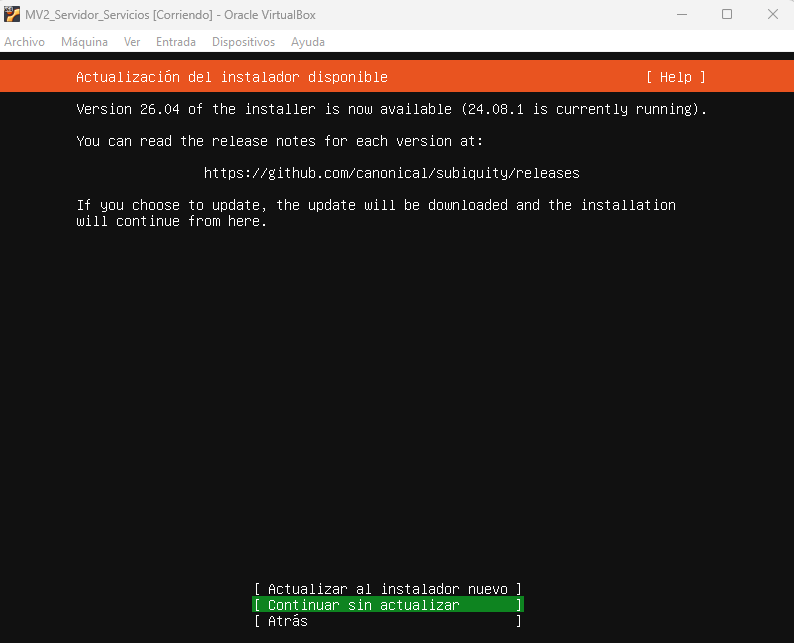 MV2_Servidor_Servicios [Corriendo] - Oracle VirtualBox
Archivo Máquina Ver Entrada Dispositivos Ayuda
Actualización del instalador disponible [ Help ]
Version 26.04 of the installer is now available (24.08.1 is currently running).
You can read the release notes for each version at:
https://github.com/canonical/subiquity/releases
If you choose to update, the update will be downloaded and the installation
will continue from here.
[ Actualizar al instalador nuevo ]
[ Continuar sin actualizar ]
[ Atrás ]